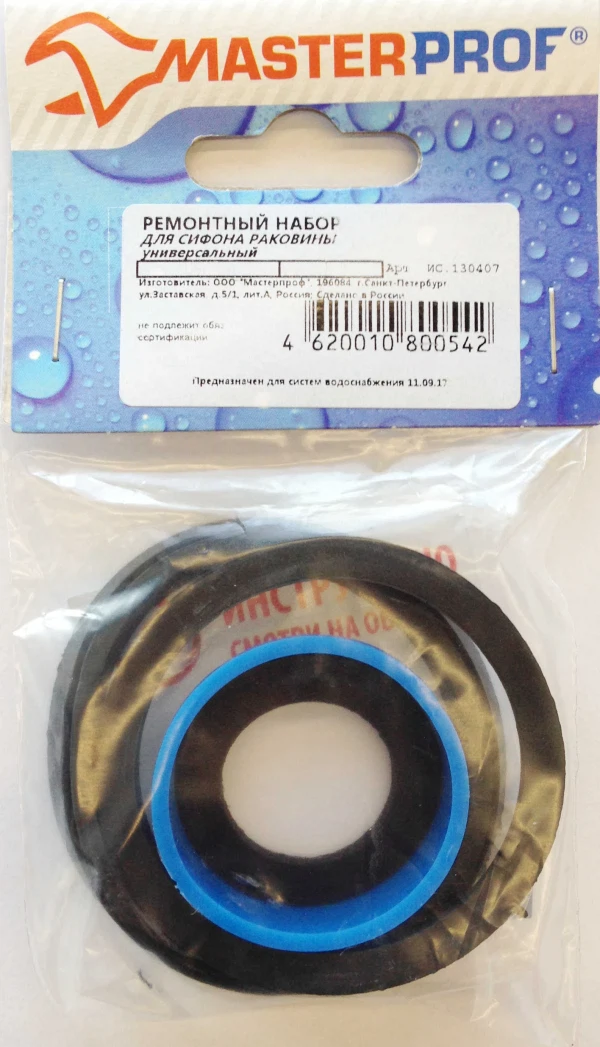 MASTERPROF®
РЕМОНТНЫЙ НАБОР
ДЛЯ СИФОНА РАКОВИНЫ
универсальный
Арт ИС.130407
Изготовитель: ООО "Мастерпроф". 196084 г.Санкт-Петербург
ул.Заставская д.5/1, лит.А, Россия; Сделано в России
не подлежит обяз
сертификации
4 620010 800542
Предназначен для систем водоснабжения 11.09.17
СМОТРИ НА ОБ